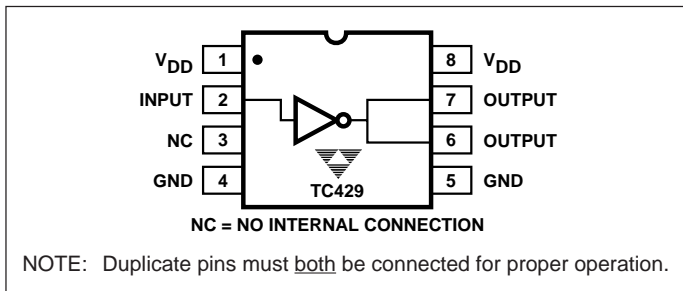 VDD 1 8 VDD
INPUT 2 7 OUTPUT
NC 3 6 OUTPUT
GND 4 5 GND
TC429
NC = NO INTERNAL CONNECTION
NOTE: Duplicate pins must both be connected for proper operation.